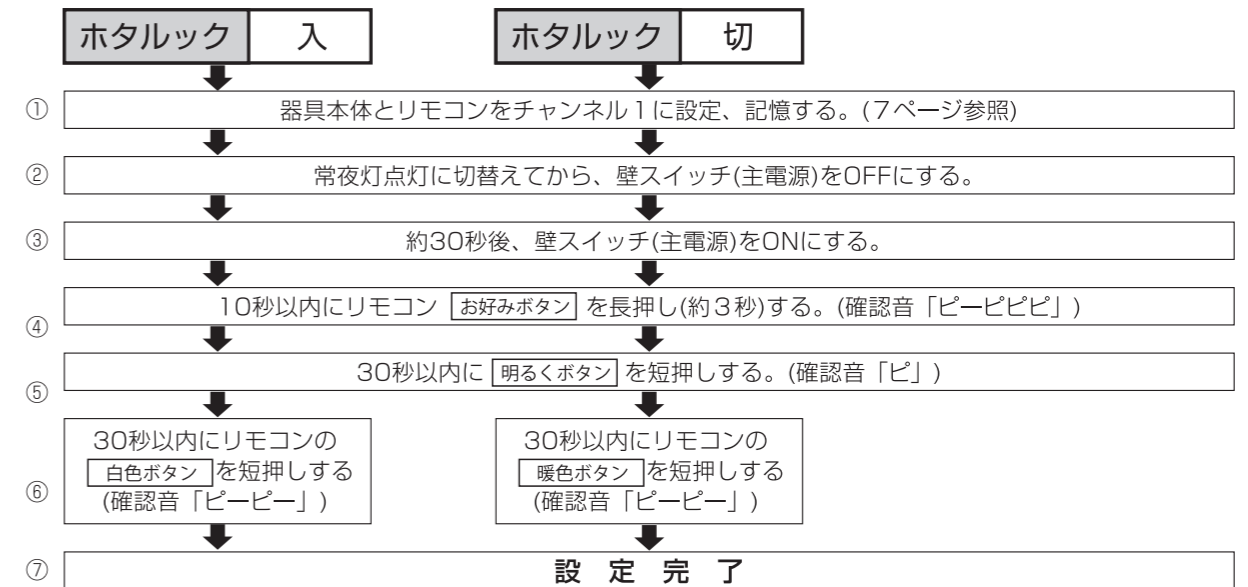 ホタルック 入
ホタルック 切
① 器具本体とリモコンをチャンネル1に設定、記憶する。(7ページ参照)
② 常夜灯点灯に切替えてから、壁スイッチ(主電源)をOFFにする。
③ 約30秒後、壁スイッチ(主電源)をONにする。
④ 10秒以内にリモコン お好みボタン を長押し(約3秒)する。(確認音「ピーピピピ」)
⑤ 30秒以内に 明るくボタン を短押しする。(確認音「ピ」)
⑥
30秒以内にリモコンの
白色ボタン を短押しする
(確認音「ピーピー」)
30秒以内にリモコンの
暖色ボタン を短押しする
(確認音「ピーピー」)
⑦ 設 定 完 了